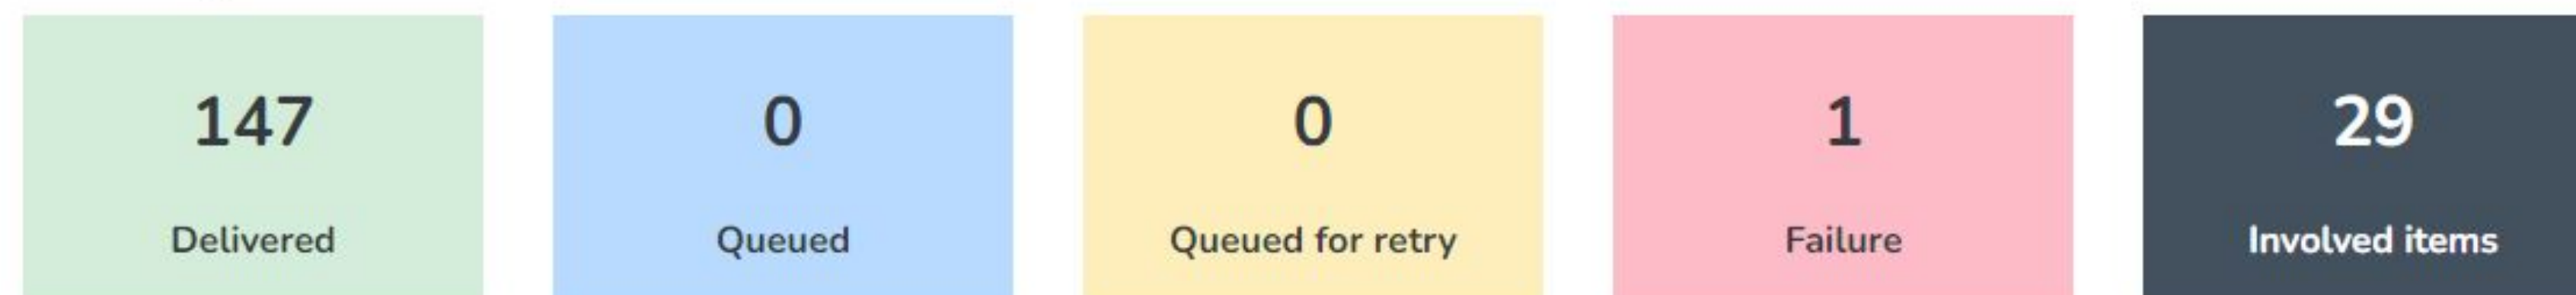 147
Delivered
0
Queued
0
Queued for retry
1
Failure
29
Involved items